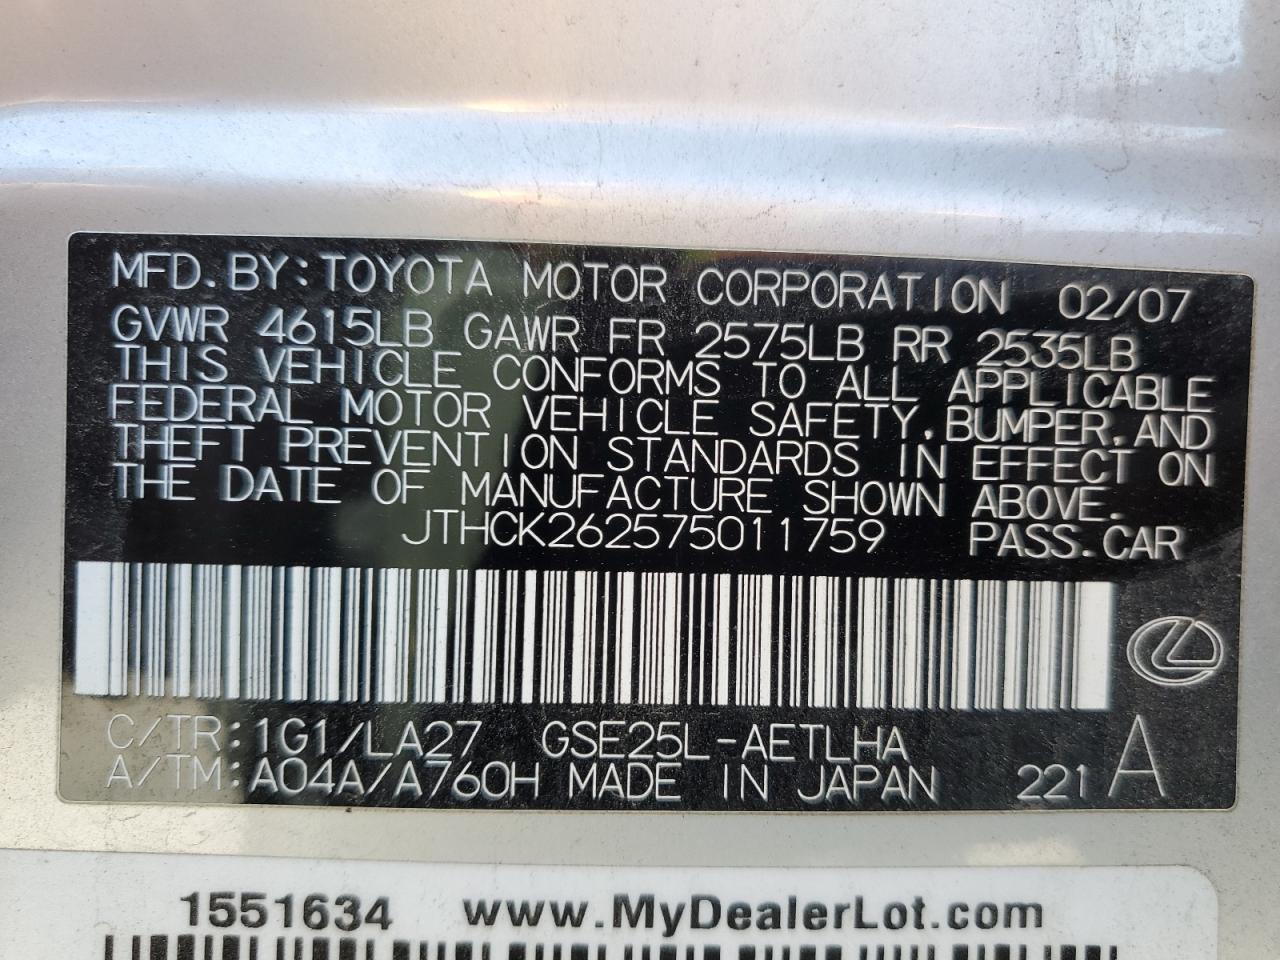 MFD.BY:TOYOTA MOTOR CORPORATION 02/07
GVWR 4615LB GAWR FR 2575LB RR 2535LB
THIS VEHICLE CONFORMS TO ALL APPLICABLE
FEDERAL MOTOR VEHICLE SAFETY,BUMPER,AND
THEFT PREVENTION STANDARDS IN EFFECT ON
THE DATE OF MANUFACTURE SHOWN ABOVE.
JTHCK262575011759 PASS.CAR
C/TR:1G1/LA27 GSE25L-AETLHA
A/TM:A04A/A760H MADE IN JAPAN 221 A
1551634 www.MyDealerLot.com